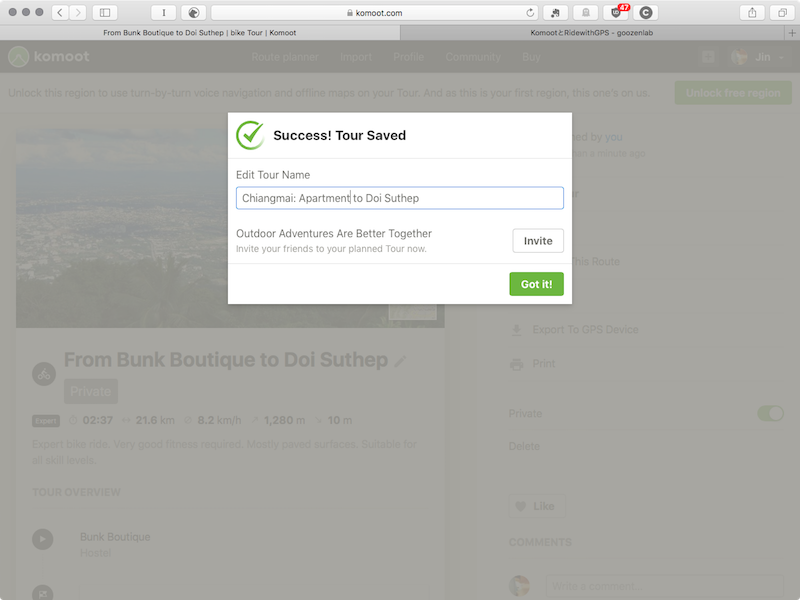 komoot.com
47
From Bunk Boutique to Doi Suthep | bike Tour | Komoot
KomootとRidewithGPS - goozenlab
komoot
Route planner Import Profile Community Buy
Jin
Unlock this region to use turn-by-turn voice navigation and offline maps on your Tour. And as this is your first region, this one's on us.
Unlock free region
Success! Tour Saved
Edit Tour Name
Chiangmai: Apartment to Doi Suthep
Outdoor Adventures Are Better Together
Invite your friends to your planned Tour now.
Invite
Got it!
by you
than a minute ago.
This Route
Export To GPS Device
Print
Private
Delete
Like
COMMENTS
Write a comment
From Bunk Boutique to Doi Suthep
Private
Expert 02:37 21.6 km 8.2 km/h 1,280 m 10 m
Expert bike ride. Very good fitness required. Mostly paved surfaces. Suitable for
all skill levels.
TOUR OVERVIEW
Bunk Boutique
Hostel